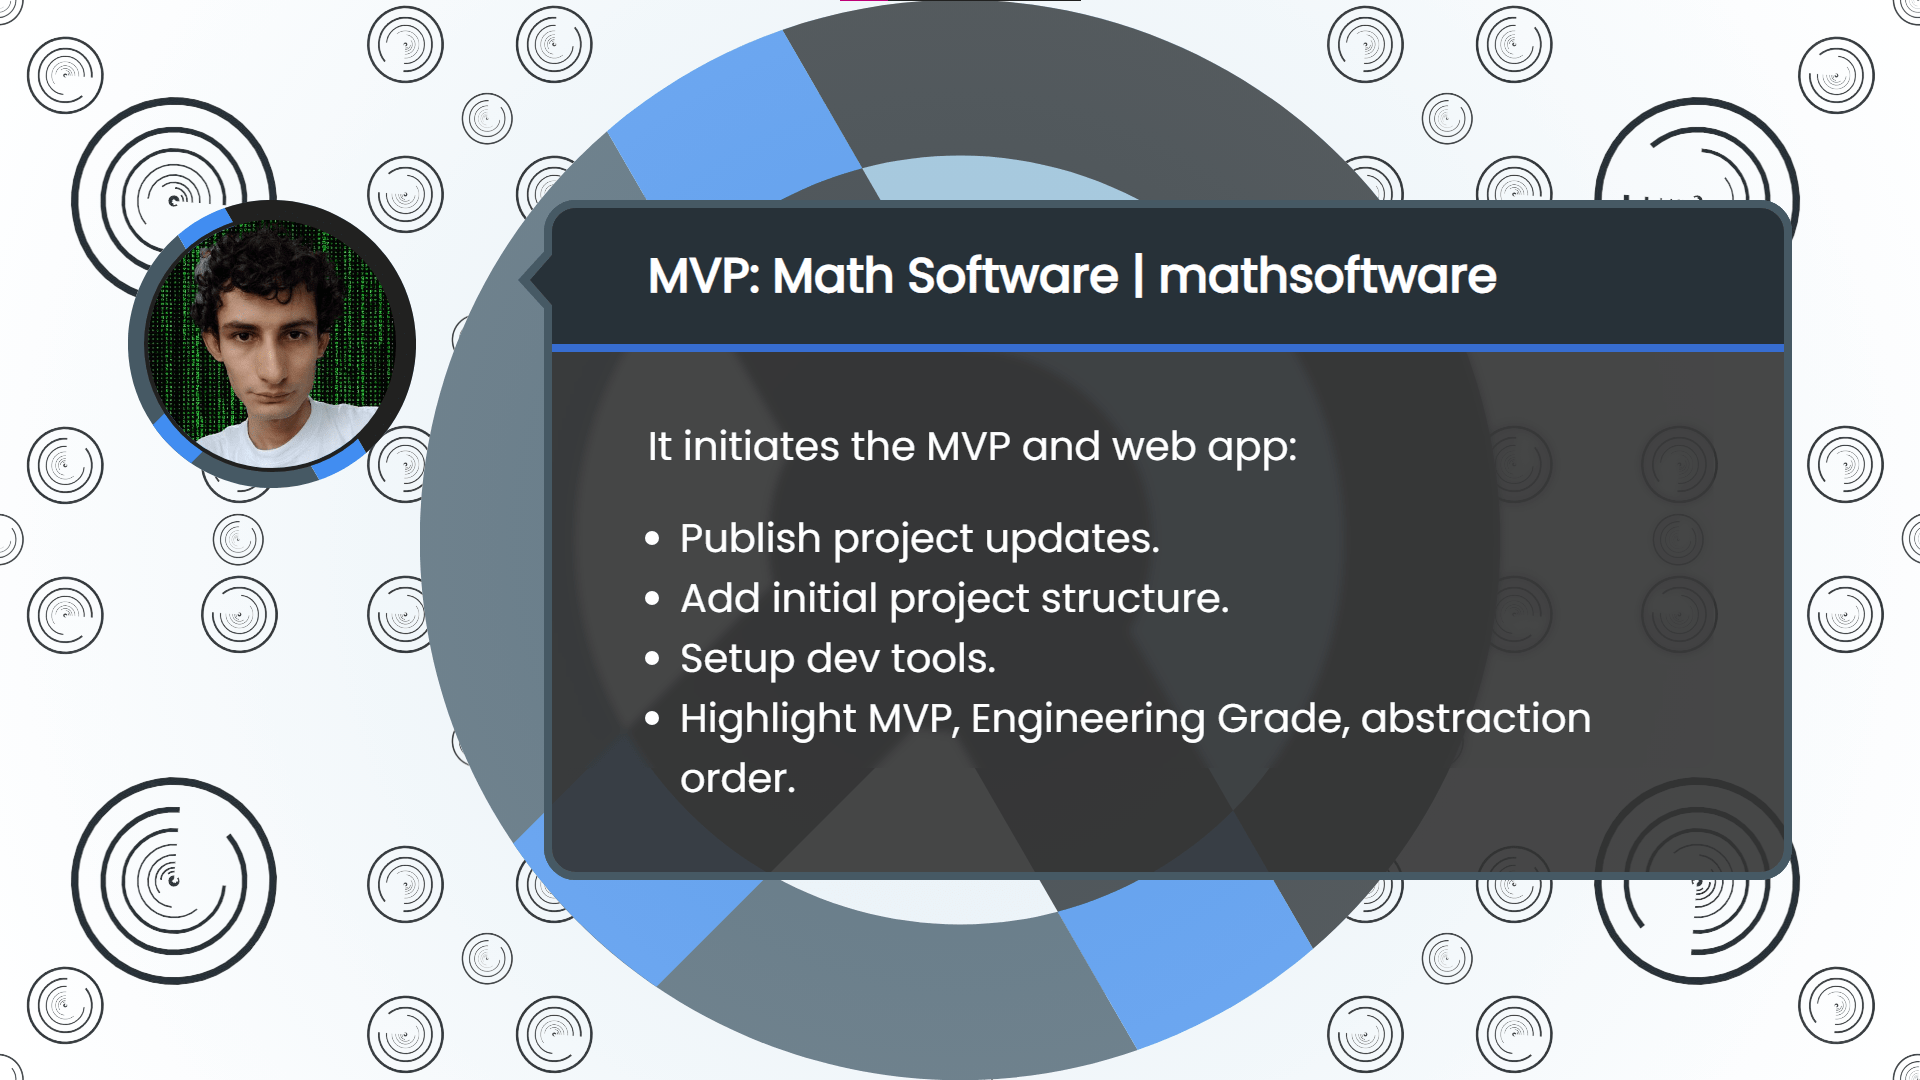 MVP: Math Software | mathsoftware
It initiates the MVP and web app:
• Publish project updates.
• Add initial project structure.
• Setup dev tools.
• Highlight MVP, Engineering Grade, abstraction
order.